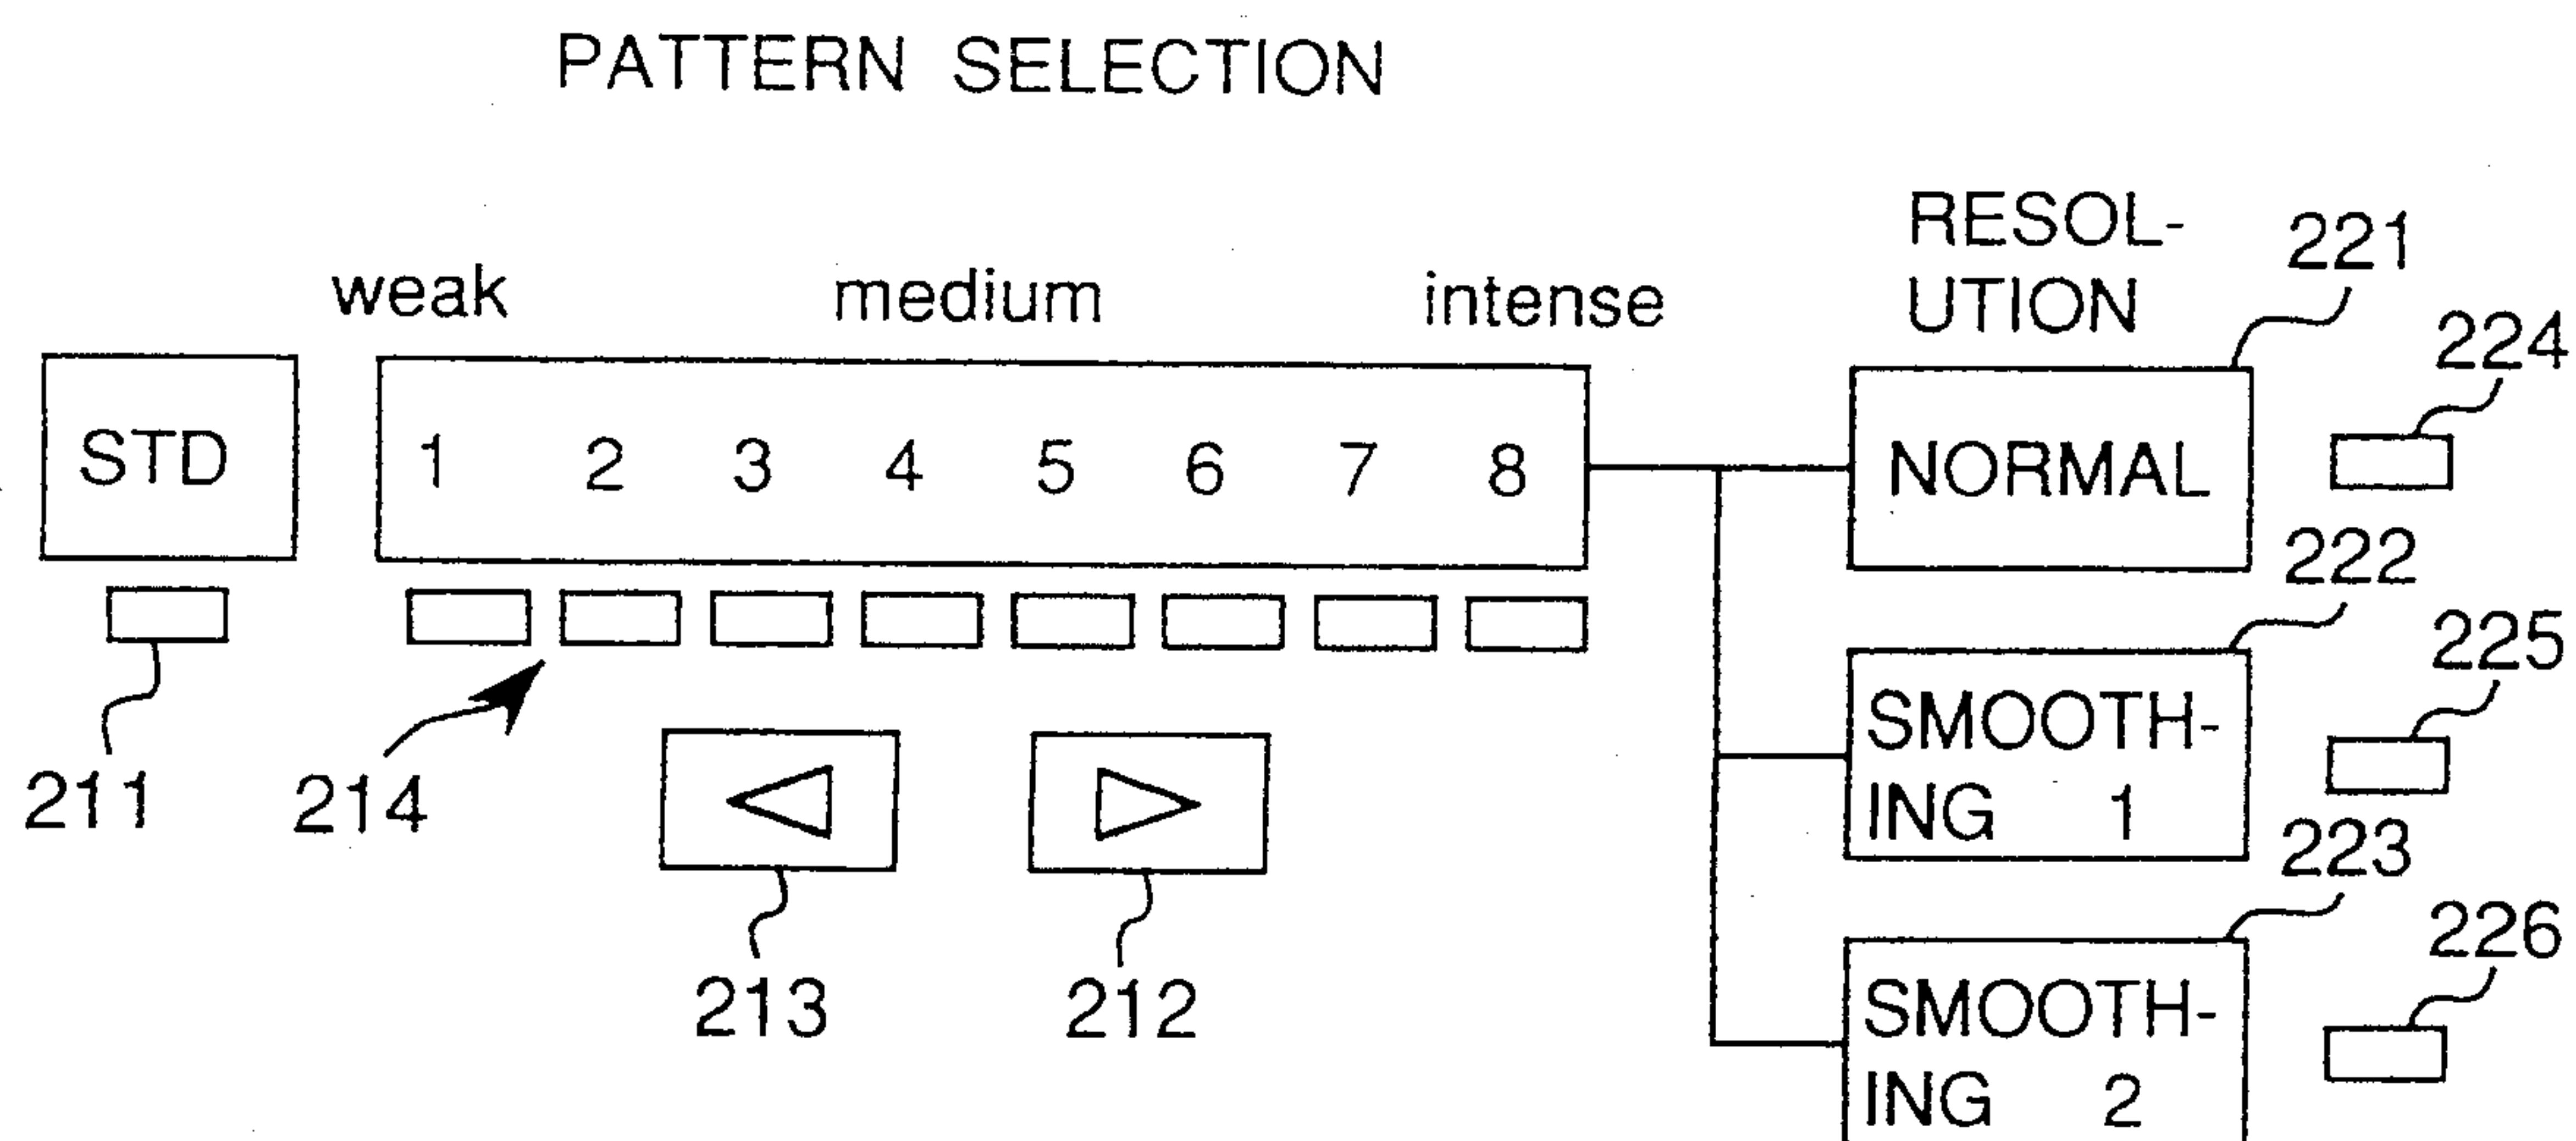 PATTERN SELECTION
RESOL-
UTION
221
weak medium intense
224
STD
1 2 3 4 5 6 7 8
NORMAL
222
225
SMOOTH-
ING 1
211
214
223
226
213
212
SMOOTH-
ING 2